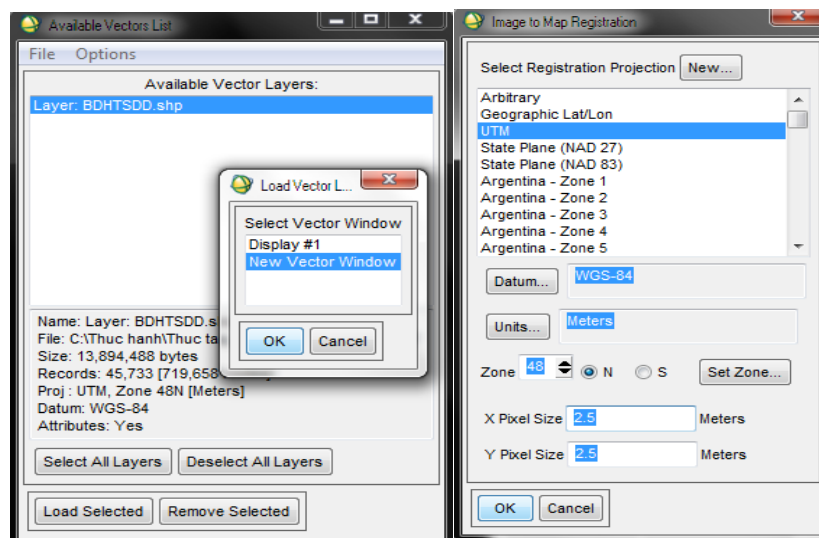 Available Vectors List
File Options
Available Vector Layers:
Layer: BDHTSDD.shp
Load Vector L...
Select Vector Window
Display #1
New Vector Window
OK Cancel
Name: Layer: BDHTSDD.s
File: C:\Thuc hanh\Thuc ta
Size: 13,894,488 bytes
Records: 45,733 [719,658
Proj : UTM, Zone 48N [Meters]
Datum: WGS-84
Attributes: Yes
Select All Layers Deselect All Layers
Load Selected Remove Selected
Image to Map Registration
Select Registration Projection New...
Arbitrary
Geographic Lat/Lon
UTM
State Plane (NAD 27)
State Plane (NAD 83)
Argentina - Zone 1
Argentina - Zone 2
Argentina - Zone 3
Argentina - Zone 4
Argentina - Zone 5
Datum... WGS-84
Units... Meters
Zone 48 N S Set Zone...
X Pixel Size 2.5 Meters
Y Pixel Size 2.5 Meters
OK Cancel